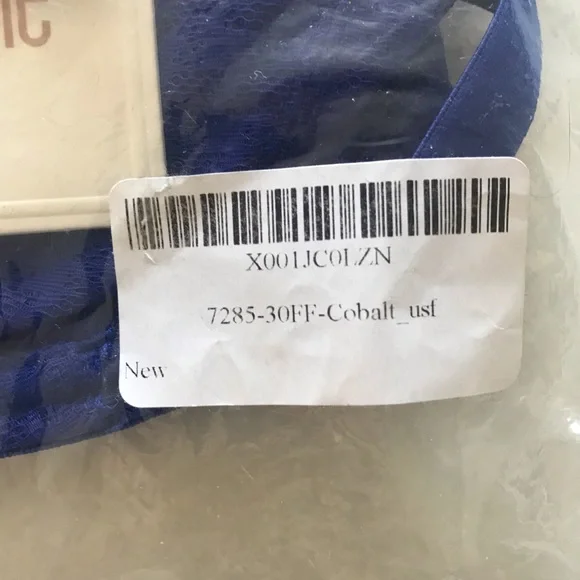 X001JC0LZN
7285-30FF-Cobalt_usf
New